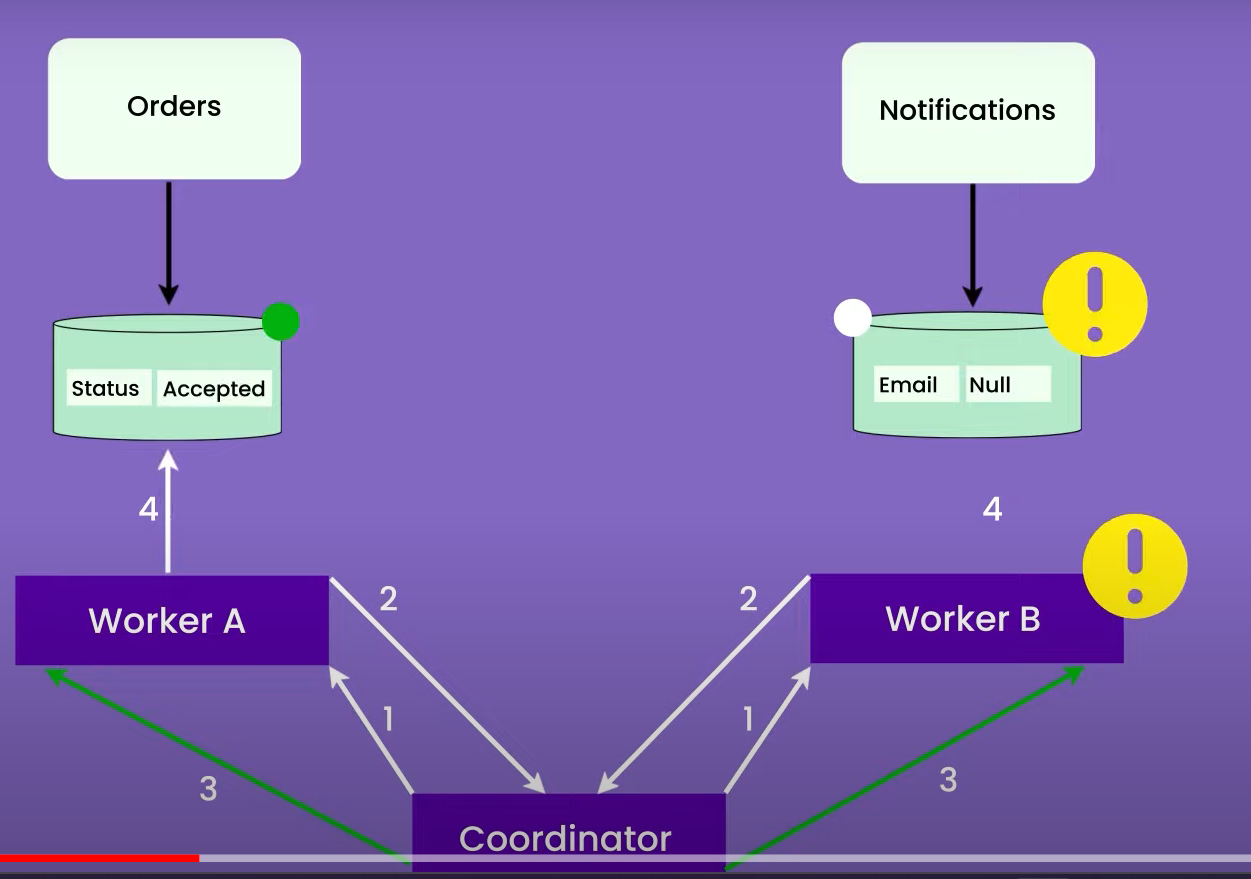 Orders
Notifications
Status
Accepted
Email
Null
4
4
Worker A
2
2
Worker B
1
1
3
3
Coordinator